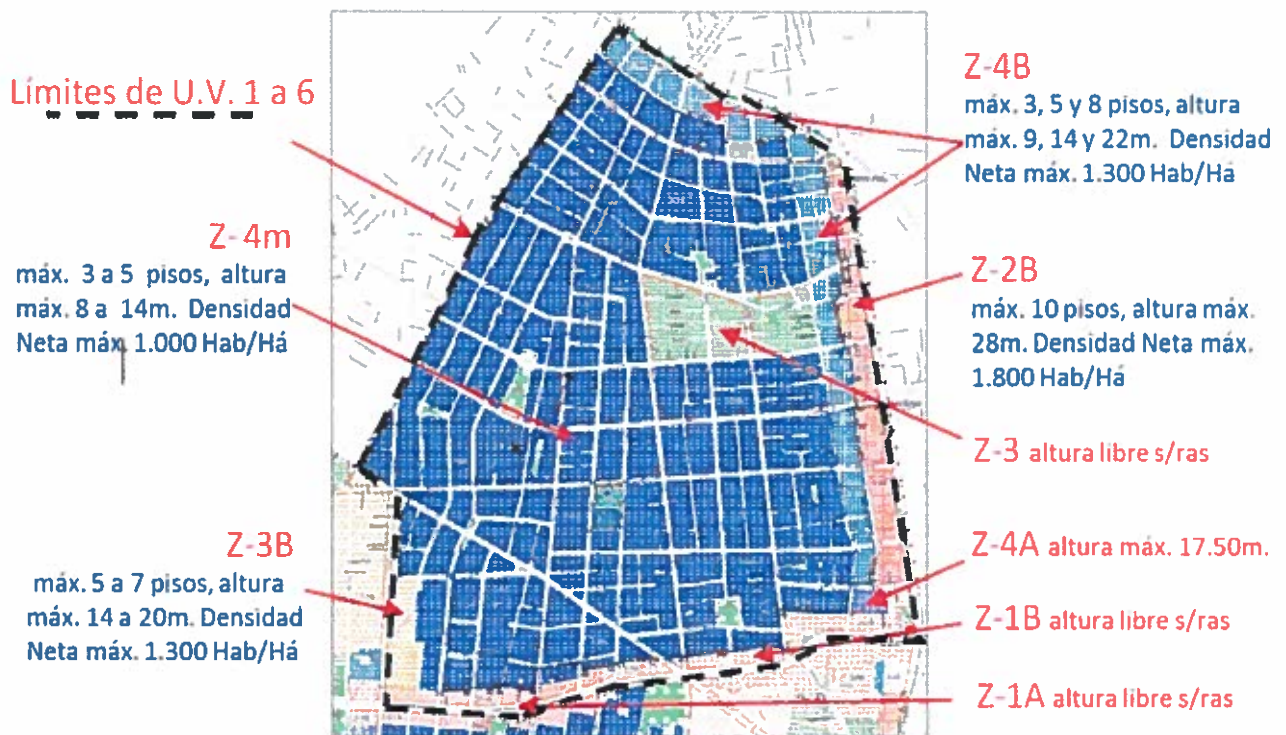 Límites de U.V. 1 a 6
Z-4m
máx. 3 a 5 pisos, altura
máx. 8 a 14m. Densidad
Neta máx. 1.000 Hab/Há
Z-3B
máx. 5 a 7 pisos, altura
máx. 14 a 20m. Densidad
Neta máx. 1.300 Hab/Há
Z-4B
máx. 3, 5 y 8 pisos, altura
máx. 9, 14 y 22m. Densidad
Neta máx. 1.300 Hab/Há
Z-2B
máx. 10 pisos, altura máx.
28m. Densidad Neta máx.
1.800 Hab/Há
Z-3 altura libre s/ras
Z-4A altura máx. 17.50m.
Z-1B altura libre s/ras
Z-1A altura libre s/ras